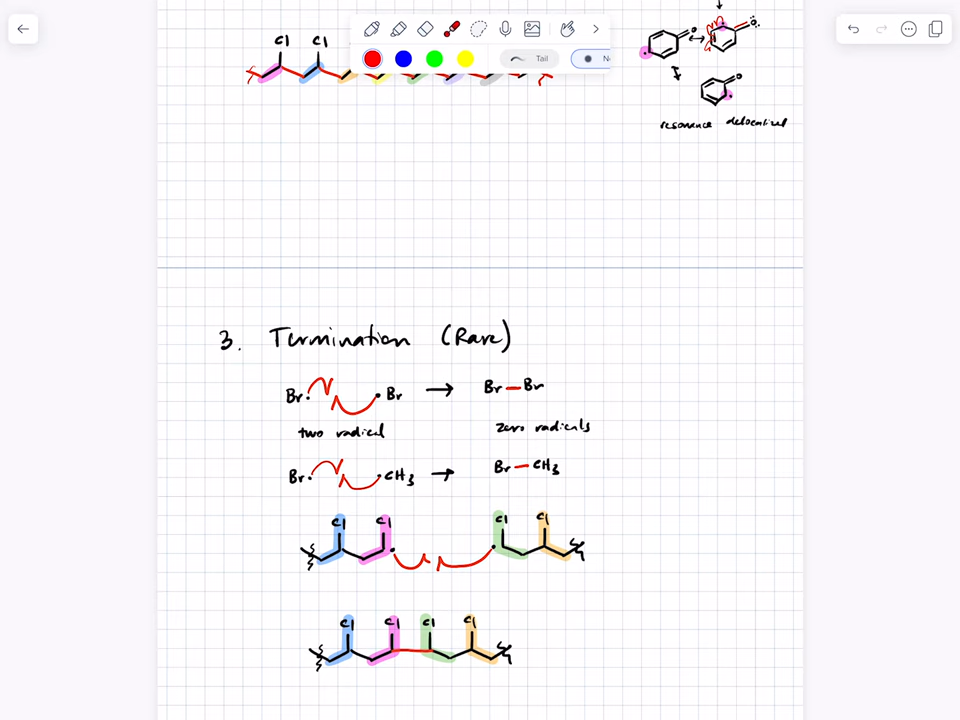 Tail
Cl Cl
O
O
O
resonance delocalized
3. Termination (Rare)
Br· ·Br → Br—Br
two radical zero radicals
Br· ·CH3 → Br—CH3
Cl Cl Cl Cl
Cl Cl Cl Cl